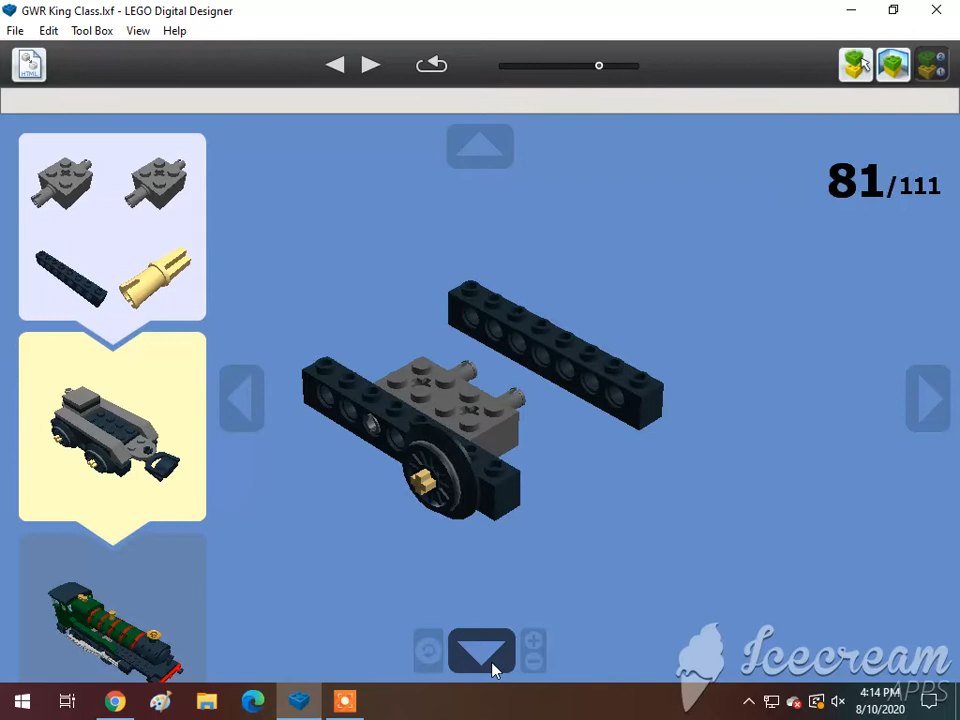 GWR King Class.lxf - LEGO Digital Designer
File Edit Tool Box View Help
HTML
81/111
Icecream
APPS
4:14 PM
8/10/2020